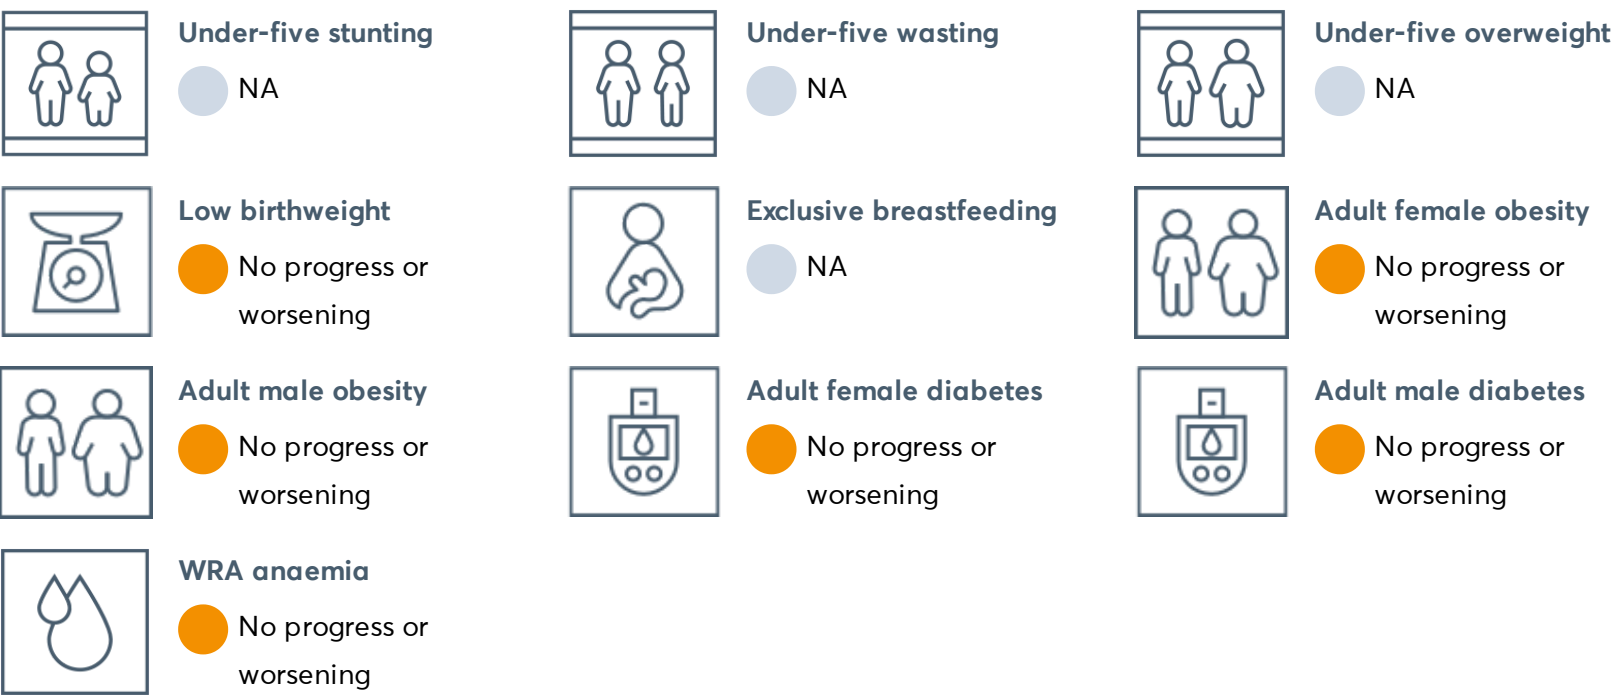 Under-five stunting
NA
Under-five wasting
NA
Under-five overweight
NA
Low birthweight
No progress or
worsening
Exclusive breastfeeding
NA
Adult female obesity
No progress or
worsening
Adult male obesity
No progress or
worsening
Adult female diabetes
No progress or
worsening
Adult male diabetes
No progress or
worsening
WRA anaemia
No progress or
worsening